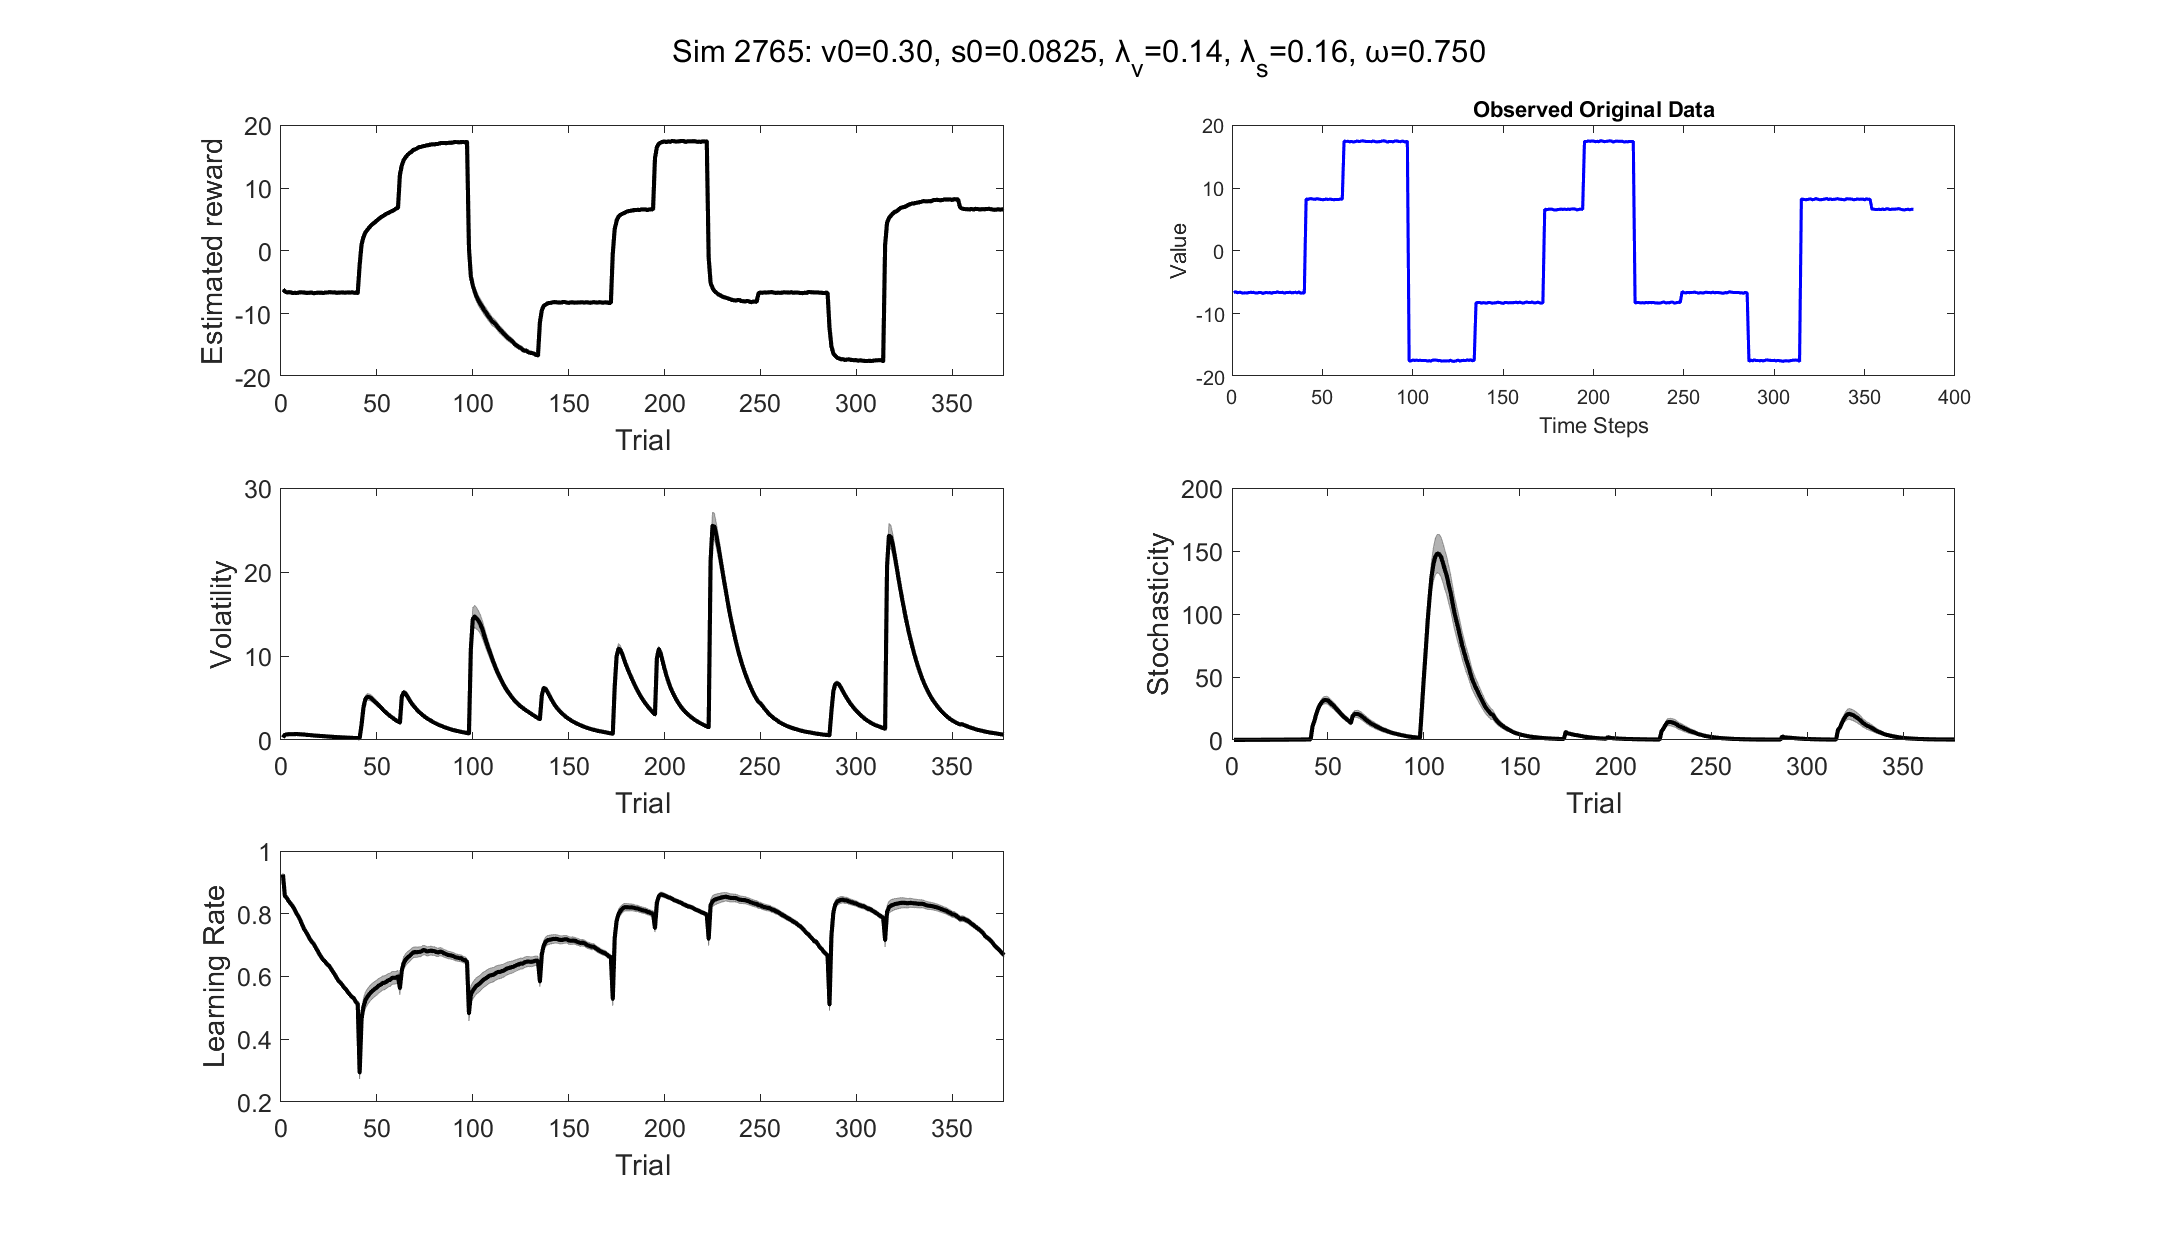 Sim 2765: v0=0.30, s0=0.0825, λ_v=0.14, λ_s=0.16, ω=0.750
Estimated reward
20
10
0
-10
-20
0 50 100 150 200 250 300 350
Trial
Observed Original Data
Value
20
10
0
-10
-20
0 50 100 150 200 250 300 350 400
Time Steps
Volatility
30
20
10
0
0 50 100 150 200 250 300 350
Trial
Stochasticity
200
150
100
50
0
0 50 100 150 200 250 300 350
Trial
Learning Rate
1
0.8
0.6
0.4
0.2
0 50 100 150 200 250 300 350
Trial